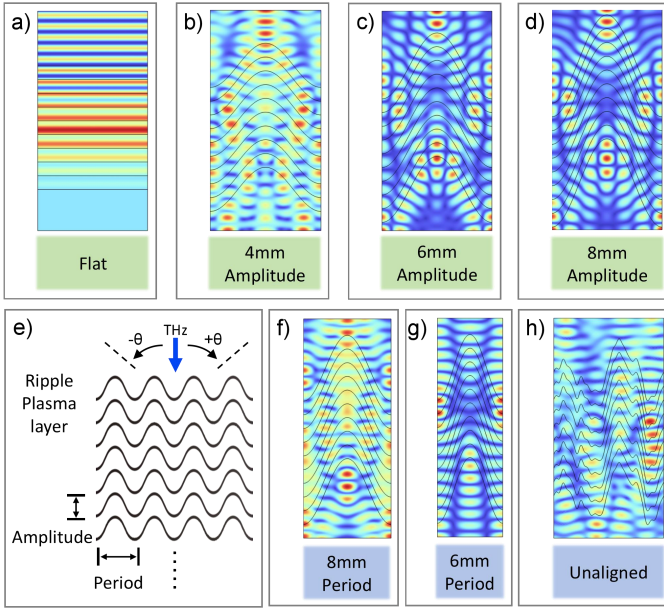 a)
b)
c)
d)
Flat
4mm
Amplitude
6mm
Amplitude
8mm
Amplitude
e)
-θ
THz
+θ
Ripple
Plasma
layer
Amplitude
Period
f)
g)
h)
8mm
Period
6mm
Period
Unaligned